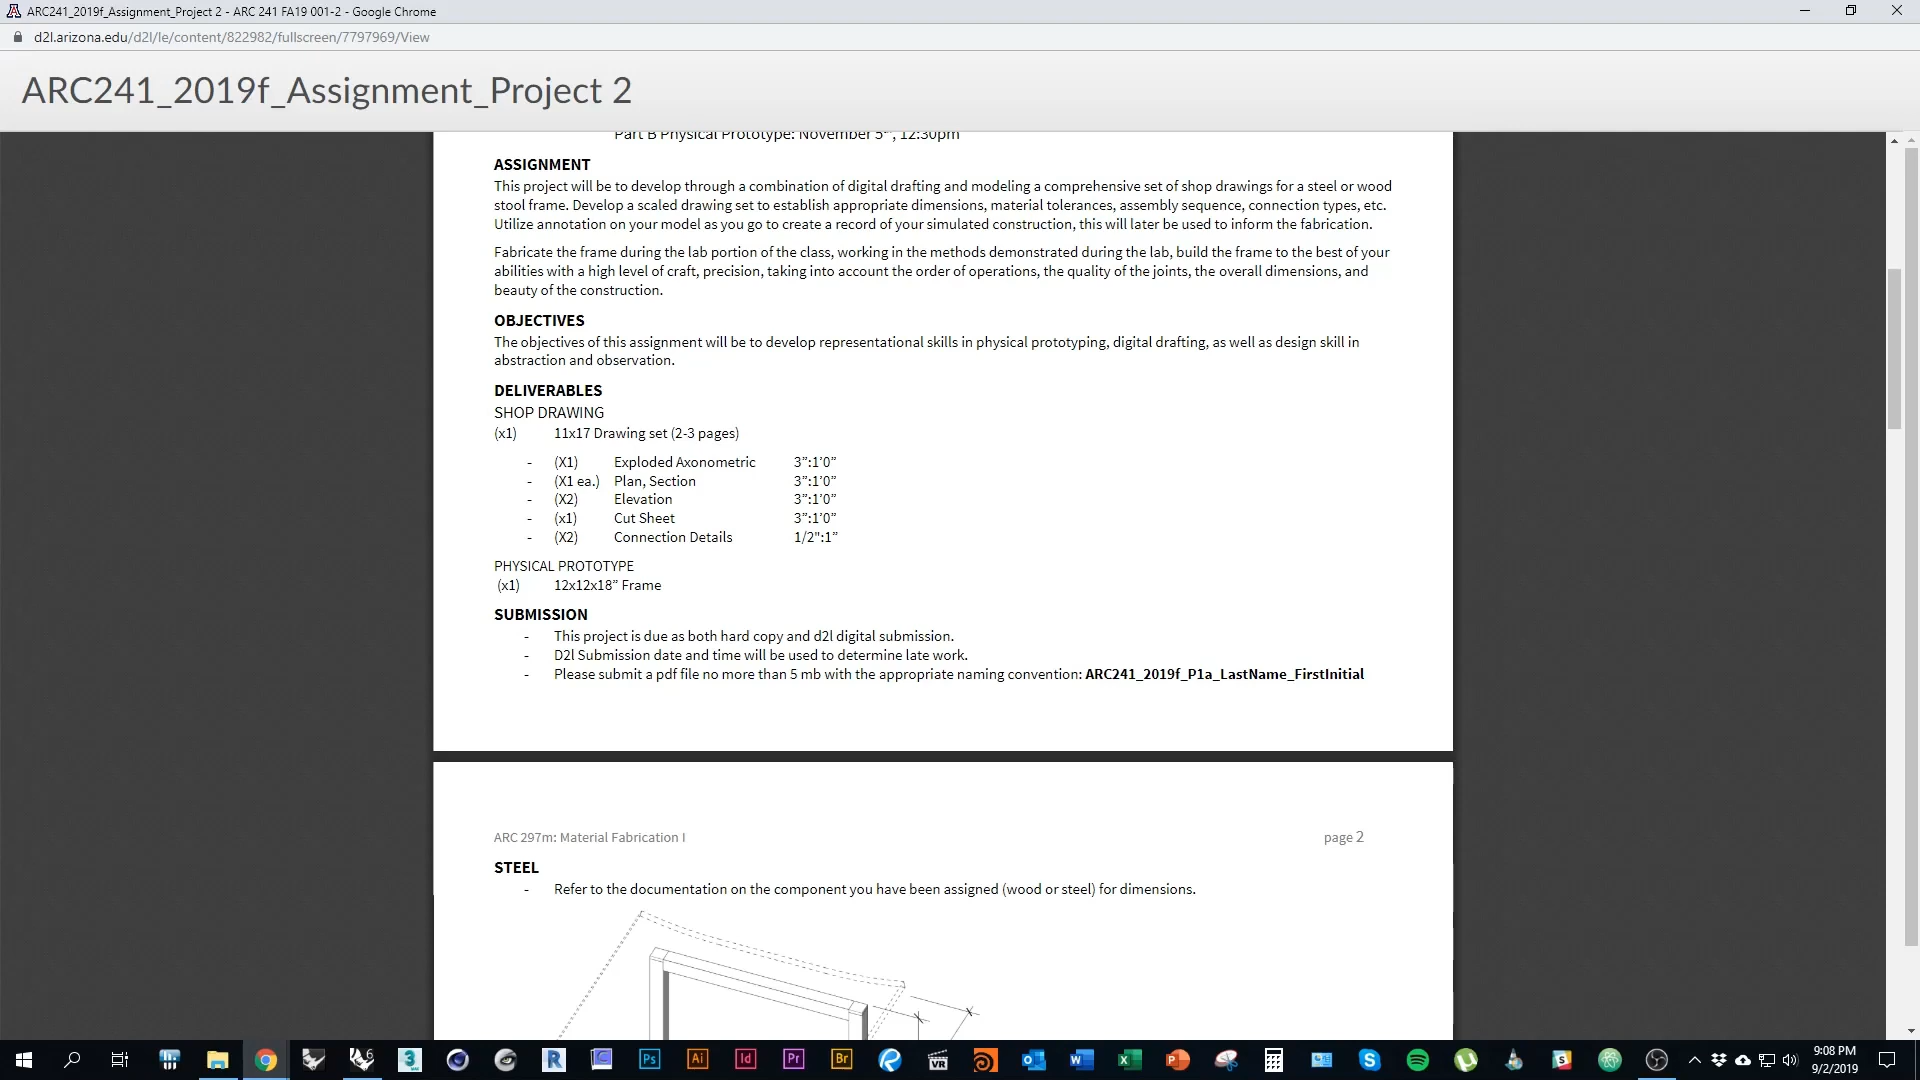 ARC241_2019f_Assignment_Project 2 - ARC 241 FA19 001-2 - Google Chrome
d2l.arizona.edu/d2l/le/content/822982/fullscreen/7797969/View
ARC241_2019f_Assignment_Project 2
Part B Physical Prototype: November 5th, 12:30pm
ASSIGNMENT
This project will be to develop through a combination of digital drafting and modeling a comprehensive set of shop drawings for a steel or wood
stool frame. Develop a scaled drawing set to establish appropriate dimensions, material tolerances, assembly sequence, connection types, etc.
Utilize annotation on your model as you go to create a record of your simulated construction, this will later be used to inform the fabrication.
Fabricate the frame during the lab portion of the class, working in the methods demonstrated during the lab, build the frame to the best of your
abilities with a high level of craft, precision, taking into account the order of operations, the quality of the joints, the overall dimensions, and
beauty of the construction.
OBJECTIVES
The objectives of this assignment will be to develop representational skills in physical prototyping, digital drafting, as well as design skill in
abstraction and observation.
DELIVERABLES
SHOP DRAWING
(x1) 11x17 Drawing set (2-3 pages)
- (X1) Exploded Axonometric 3”:1’0”
- (X1 ea.) Plan, Section 3”:1’0”
- (X2) Elevation 3”:1’0”
- (x1) Cut Sheet 3”:1’0”
- (X2) Connection Details 1/2":1”
PHYSICAL PROTOTYPE
(x1) 12x12x18” Frame
SUBMISSION
- This project is due as both hard copy and d2l digital submission.
- D2l Submission date and time will be used to determine late work.
- Please submit a pdf file no more than 5 mb with the appropriate naming convention: ARC241_2019f_P1a_LastName_FirstInitial
ARC 297m: Material Fabrication I page 2
STEEL
- Refer to the documentation on the component you have been assigned (wood or steel) for dimensions.
9:08 PM
9/2/2019